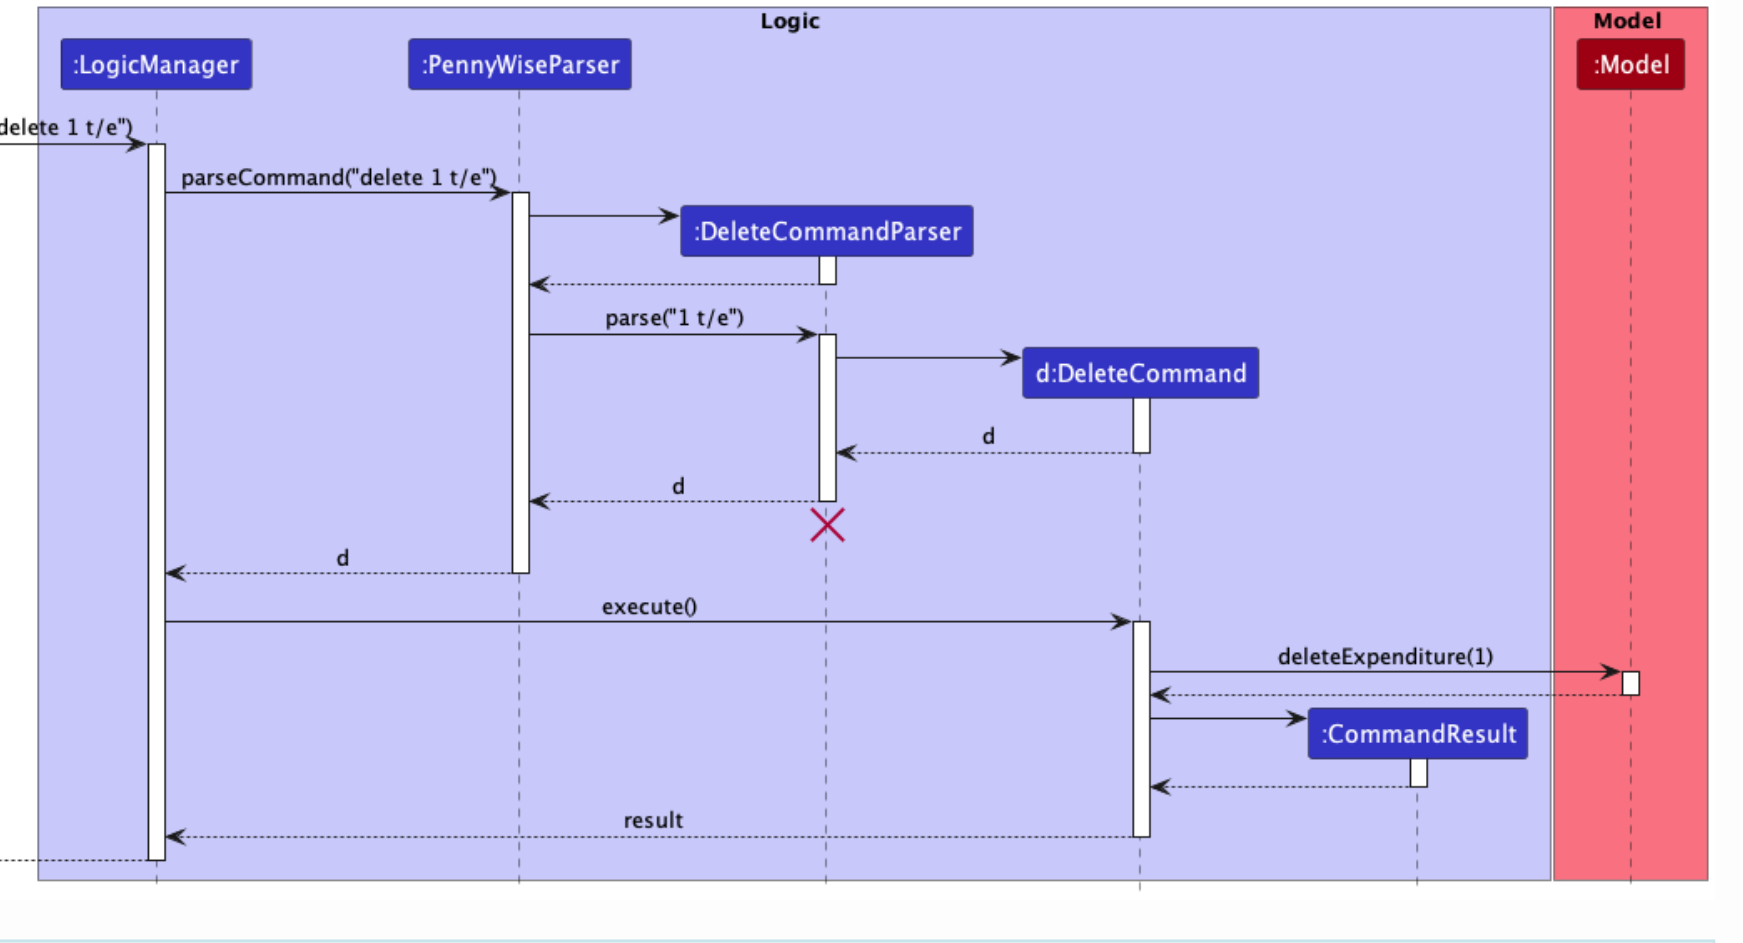 Logic
Model
:LogicManager
:PennyWiseParser
:Model
delete 1 t/e")
parseCommand("delete 1 t/e")
:DeleteCommandParser
parse("1 t/e")
d:DeleteCommand
d
d
d
execute()
deleteExpenditure(1)
:CommandResult
result